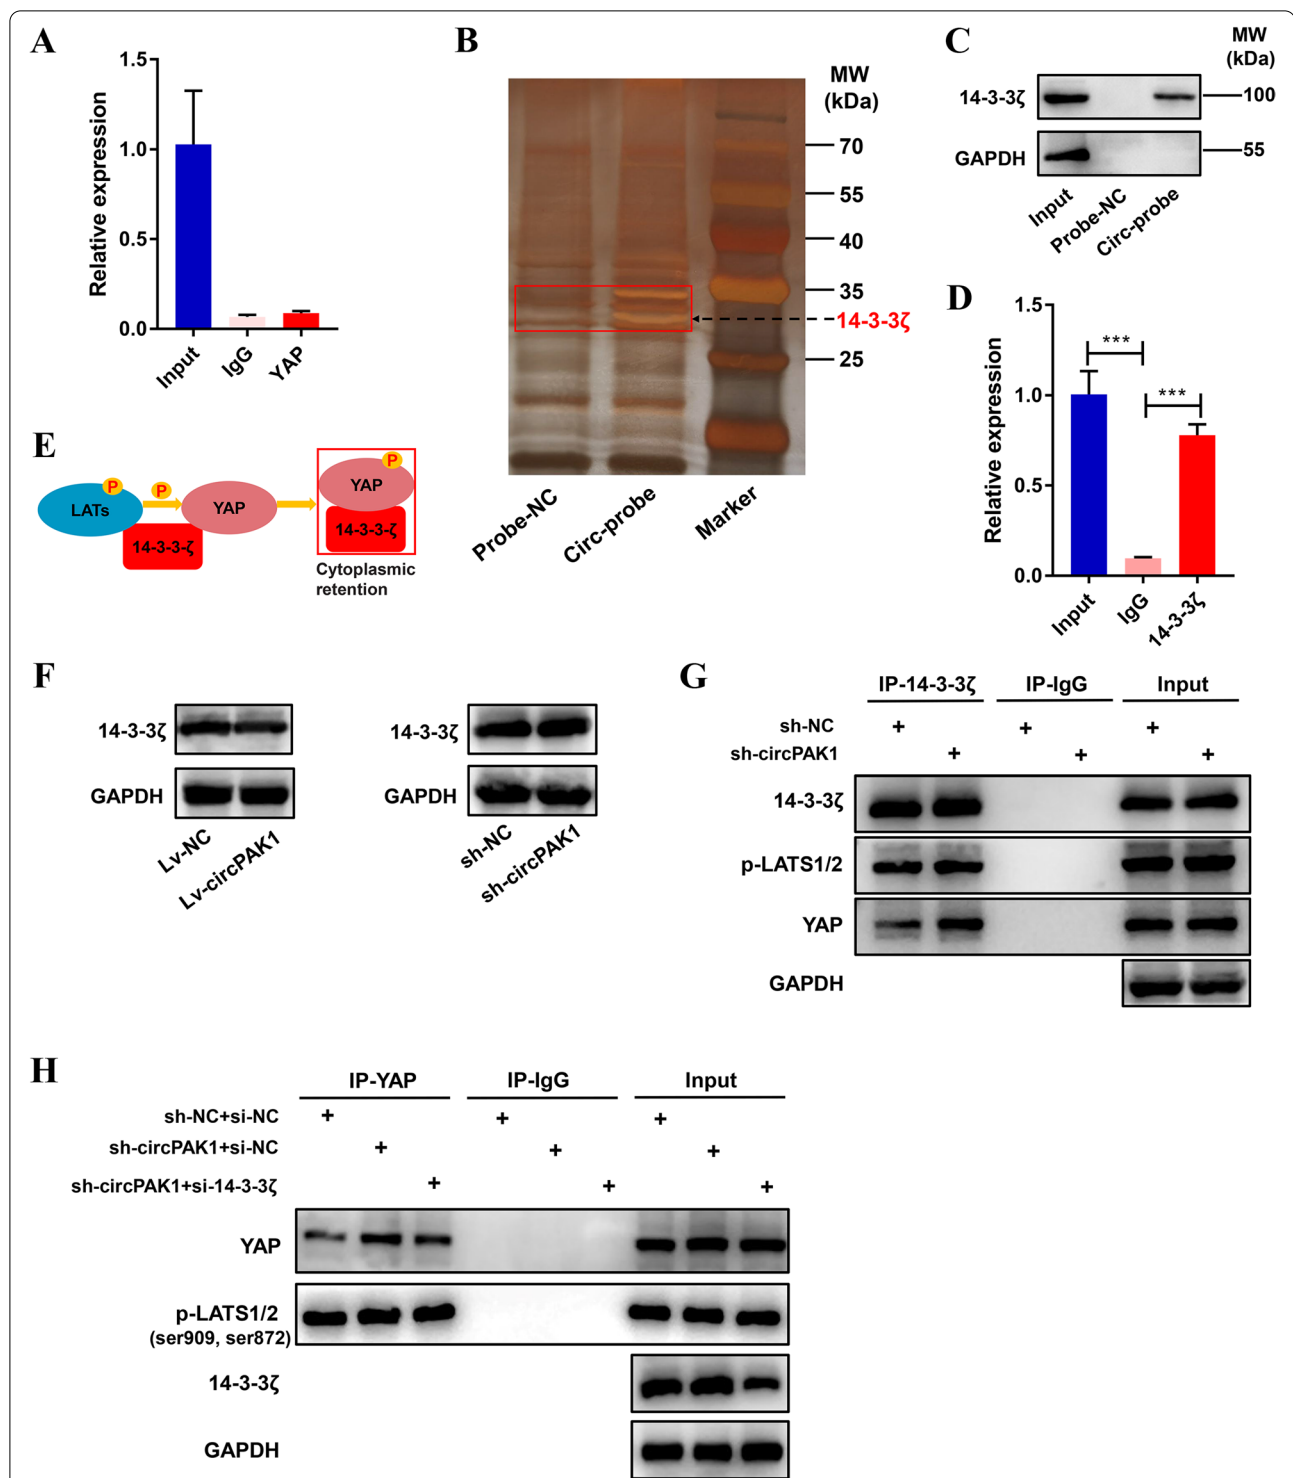 A
Relative expression
1.5
1.0
0.5
0.0
Input
IgG
YAP
B
MW
(kDa)
70
55
40
35
14-3-3ζ
25
Probe-NC
Circ-probe
Marker
C
MW
(kDa)
14-3-3ζ
100
GAPDH
55
Input
Probe-NC
Circ-probe
D
Relative expression
1.5
1.0
0.5
0.0
***
***
Input
IgG
14-3-3ζ
E
P
P
P
LATs
YAP
YAP
14-3-3-ζ
14-3-3-ζ
Cytoplasmic
retention
F
14-3-3ζ
GAPDH
Lv-NC
Lv-circPAK1
14-3-3ζ
GAPDH
sh-NC
sh-circPAK1
G
IP-14-3-3ζ IP-IgG Input
sh-NC + + +
sh-circPAK1 + + +
14-3-3ζ
p-LATS1/2
YAP
GAPDH
H
IP-YAP IP-IgG Input
sh-NC+si-NC + + +
sh-circPAK1+si-NC + + +
sh-circPAK1+si-14-3-3ζ + + +
YAP
p-LATS1/2
(ser909, ser872)
14-3-3ζ
GAPDH